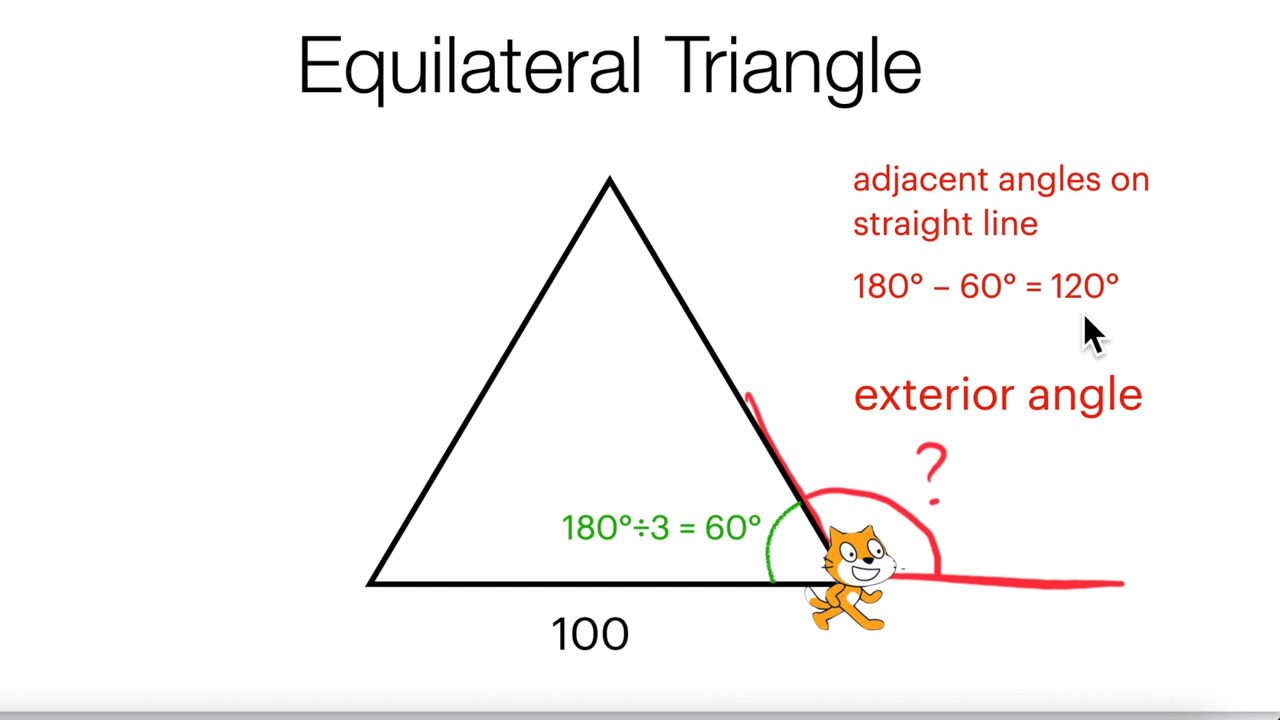 Equilateral Triangle
adjacent angles on
straight line
180° – 60° = 120°
exterior angle
?
180°÷3 = 60°
100